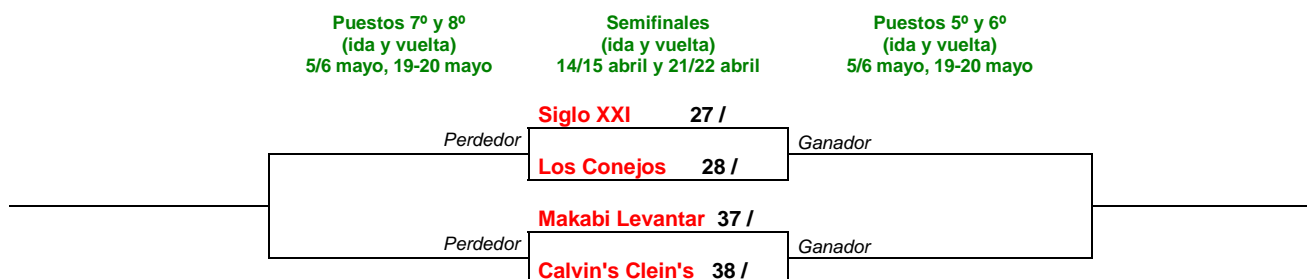 Puestos 7º y 8º
(ida y vuelta)
5/6 mayo, 19-20 mayo
Semifinales
(ida y vuelta)
14/15 abril y 21/22 abril
Puestos 5º y 6º
(ida y vuelta)
5/6 mayo, 19-20 mayo
Siglo XXI 27 /
Perdedor
Ganador
Los Conejos 28 /
Makabi Levantar 37 /
Perdedor
Ganador
Calvin's Clein's 38 /